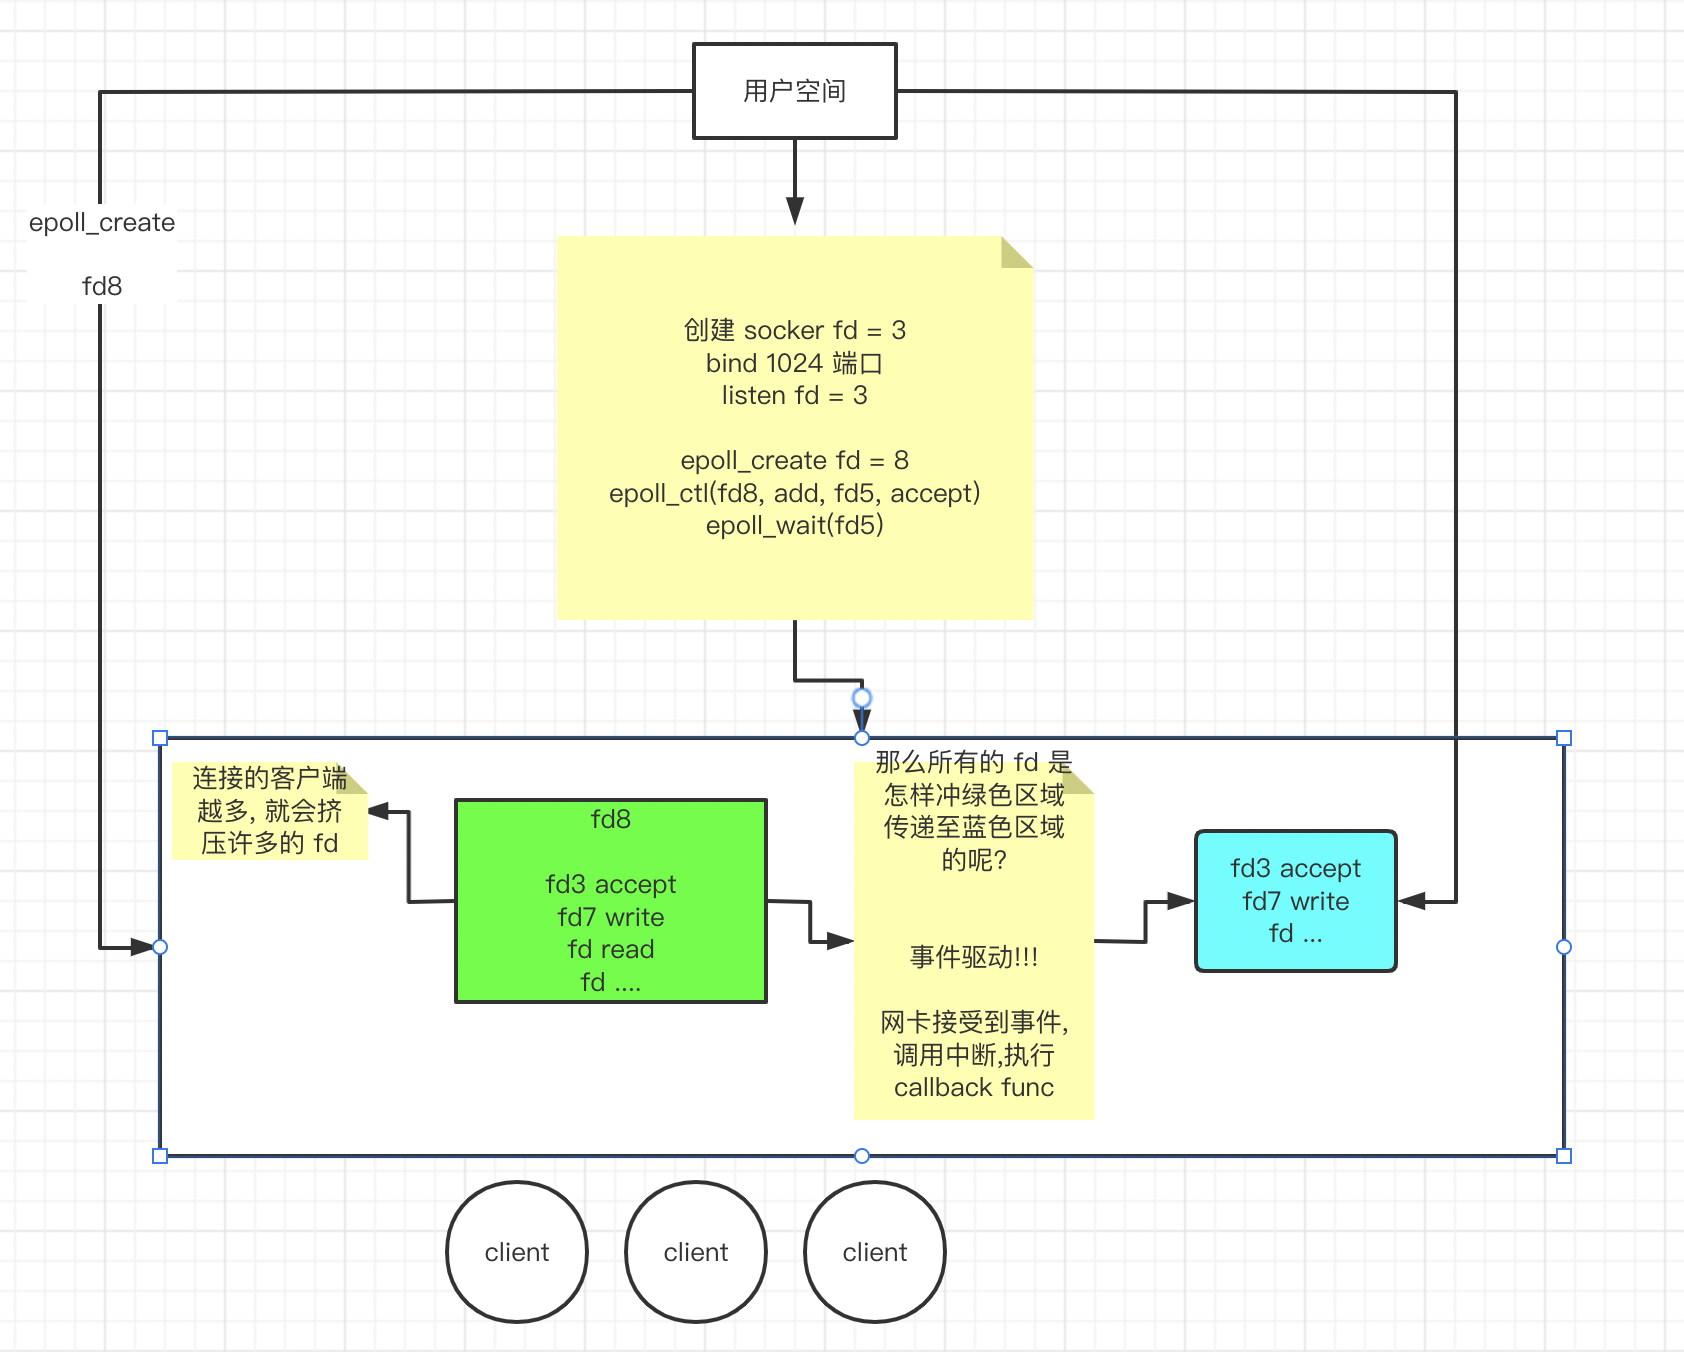 用户空间
epoll_create
fd8
创建 socker fd = 3
bind 1024 端口
listen fd = 3
epoll_create fd = 8
epoll_ctl(fd8, add, fd5, accept)
epoll_wait(fd5)
连接的客户端
越多, 就会挤
压许多的 fd
fd8
fd3 accept
fd7 write
fd read
fd ....
那么所有的 fd 是
怎样冲绿色区域
传递至蓝色区域
的呢?
事件驱动!!!
网卡接受到事件,
调用中断,执行
callback func
fd3 accept
fd7 write
fd ...
client
client
client